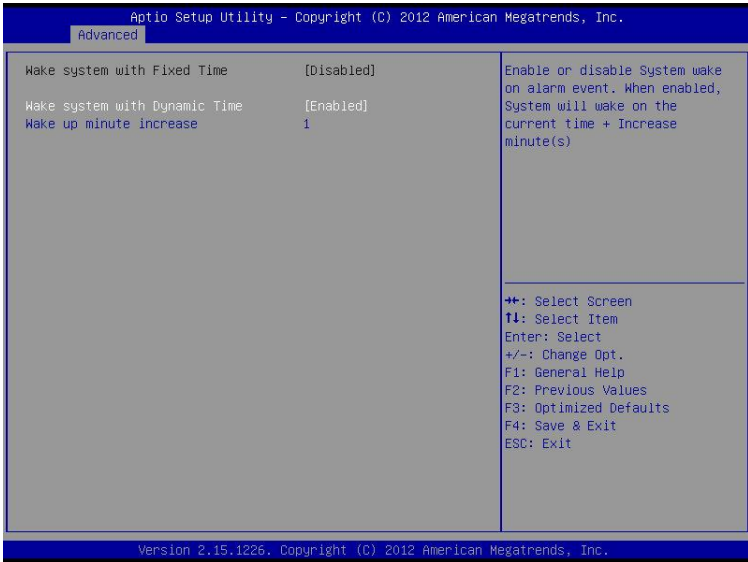 Aptio Setup Utility – Copyright (C) 2012 American Megatrends, Inc.
Advanced
Wake system with Fixed Time [Disabled]
Wake system with Dynamic Time [Enabled]
Wake up minute increase 1
Enable or disable System wake
on alarm event. When enabled,
System will wake on the
current time + Increase
minute(s)
→←: Select Screen
↑↓: Select Item
Enter: Select
+/-: Change Opt.
F1: General Help
F2: Previous Values
F3: Optimized Defaults
F4: Save & Exit
ESC: Exit
Version 2.15.1226. Copyright (C) 2012 American Megatrends, Inc.